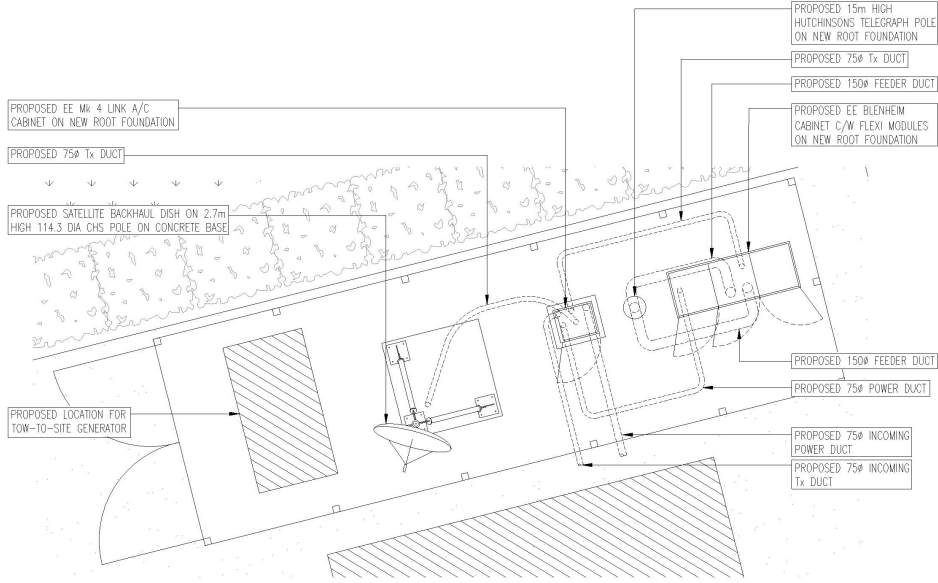 PROPOSED 15m HIGH
HUTCHINSONS TELEGRAPH POLE
ON NEW ROOT FOUNDATION
PROPOSED 75ø Tx DUCT
PROPOSED 150ø FEEDER DUCT
PROPOSED EE BLENHEIM
CABINET C/W FLEXI MODULES
ON NEW ROOT FOUNDATION
PROPOSED EE Mk 4 LINK A/C
CABINET ON NEW ROOT FOUNDATION
PROPOSED 75ø Tx DUCT
PROPOSED SATELLITE BACKHAUL DISH ON 2.7m
HIGH 114.3 DIA CHS POLE ON CONCRETE BASE
PROPOSED LOCATION FOR
TOW-TO-SITE GENERATOR
PROPOSED 150ø FEEDER DUCT
PROPOSED 75ø POWER DUCT
PROPOSED 75ø INCOMING
POWER DUCT
PROPOSED 75ø INCOMING
Tx DUCT